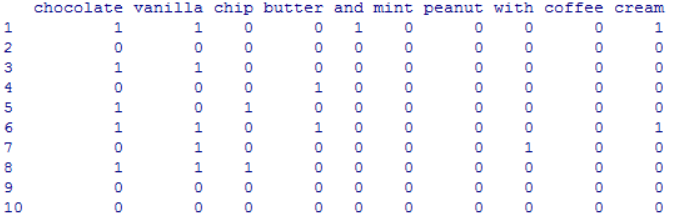 chocolate vanilla chip butter and mint peanut with coffee cream
1 1 1 0 0 1 0 0 0 0 1
2 0 0 0 0 0 0 0 0 0 0
3 1 1 0 0 0 0 0 0 0 0
4 0 0 0 1 0 0 0 0 0 0
5 1 0 1 0 0 0 0 0 0 0
6 1 1 0 1 0 0 0 0 0 1
7 0 1 0 0 0 0 0 1 0 0
8 1 1 1 0 0 0 0 0 0 0
9 0 0 0 0 0 0 0 0 0 0
10 0 0 0 0 0 0 0 0 0 0